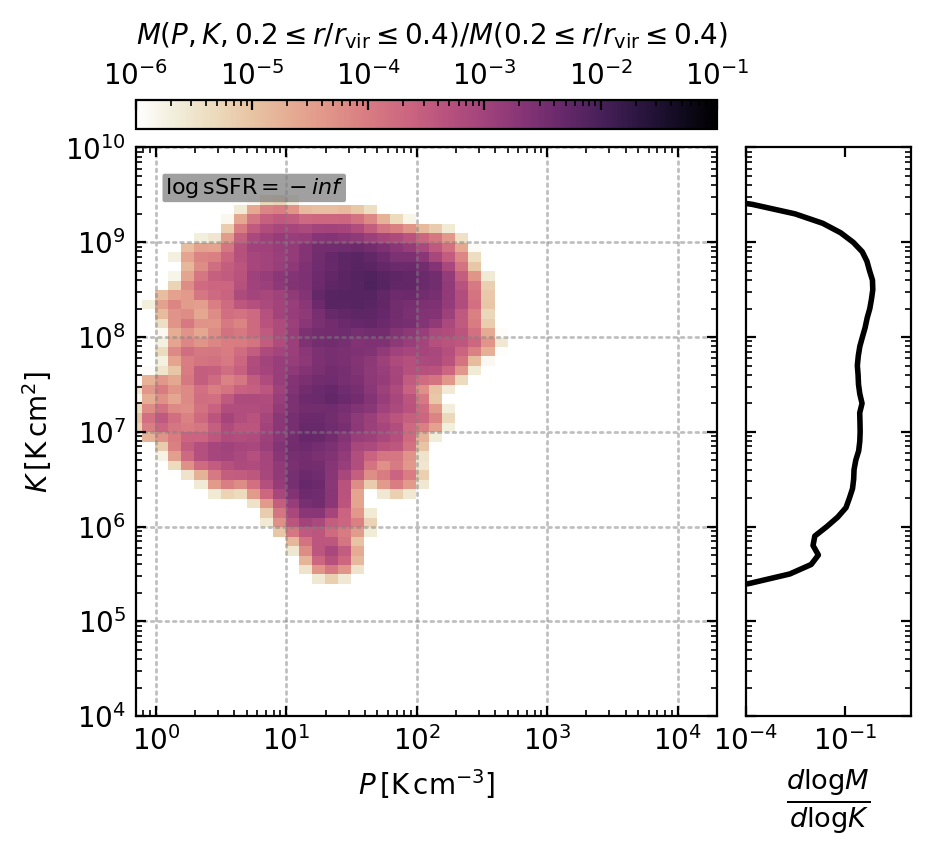 M(P, K, 0.2 ≤ r/r_vir ≤ 0.4)/M(0.2 ≤ r/r_vir ≤ 0.4)
10^−6 10^−5 10^−4 10^−3 10^−2 10^−1
log sSFR = −inf
10^10
10^9
10^8
10^7
10^6
10^5
10^4
K [K cm^2]
10^0 10^1 10^2 10^3 10^4
P [K cm^−3]
10^−4 10^−1
dlogM
dlogK